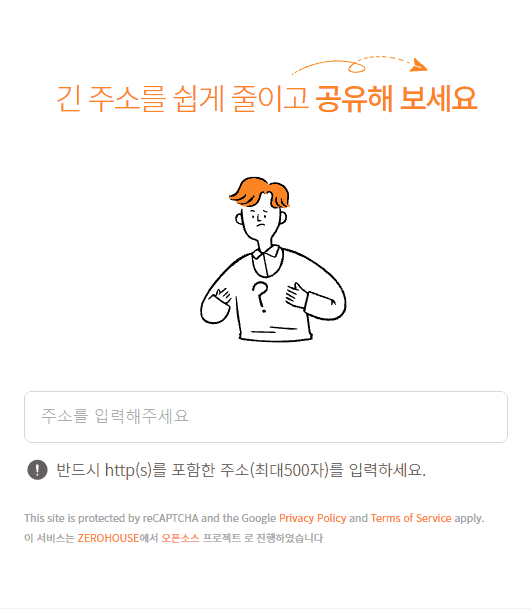 긴 주소를 쉽게 줄이고 공유해 보세요
?
주소를 입력해주세요
! 반드시 http(s)를 포함한 주소(최대500자)를 입력하세요.
This site is protected by reCAPTCHA and the Google Privacy Policy and Terms of Service apply.
이 서비스는 ZEROHOUSE에서 오픈소스 프로젝트 로 진행하였습니다